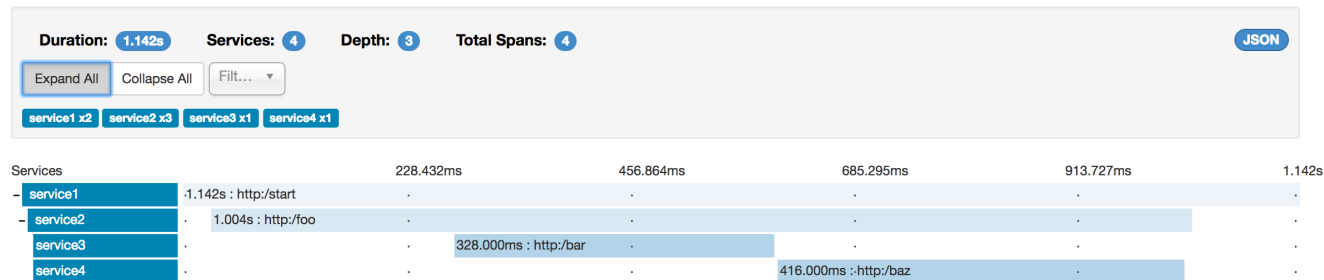 Duration: 1.142s Services: 4 Depth: 3 Total Spans: 4 JSON
Expand All Collapse All Filt...
service1 x2 service2 x3 service3 x1 service4 x1
Services 228.432ms 456.864ms 685.295ms 913.727ms 1.142s
- service1 1.142s : http:/start
- service2 1.004s : http:/foo
service3 328.000ms : http:/bar
service4 416.000ms : http:/baz